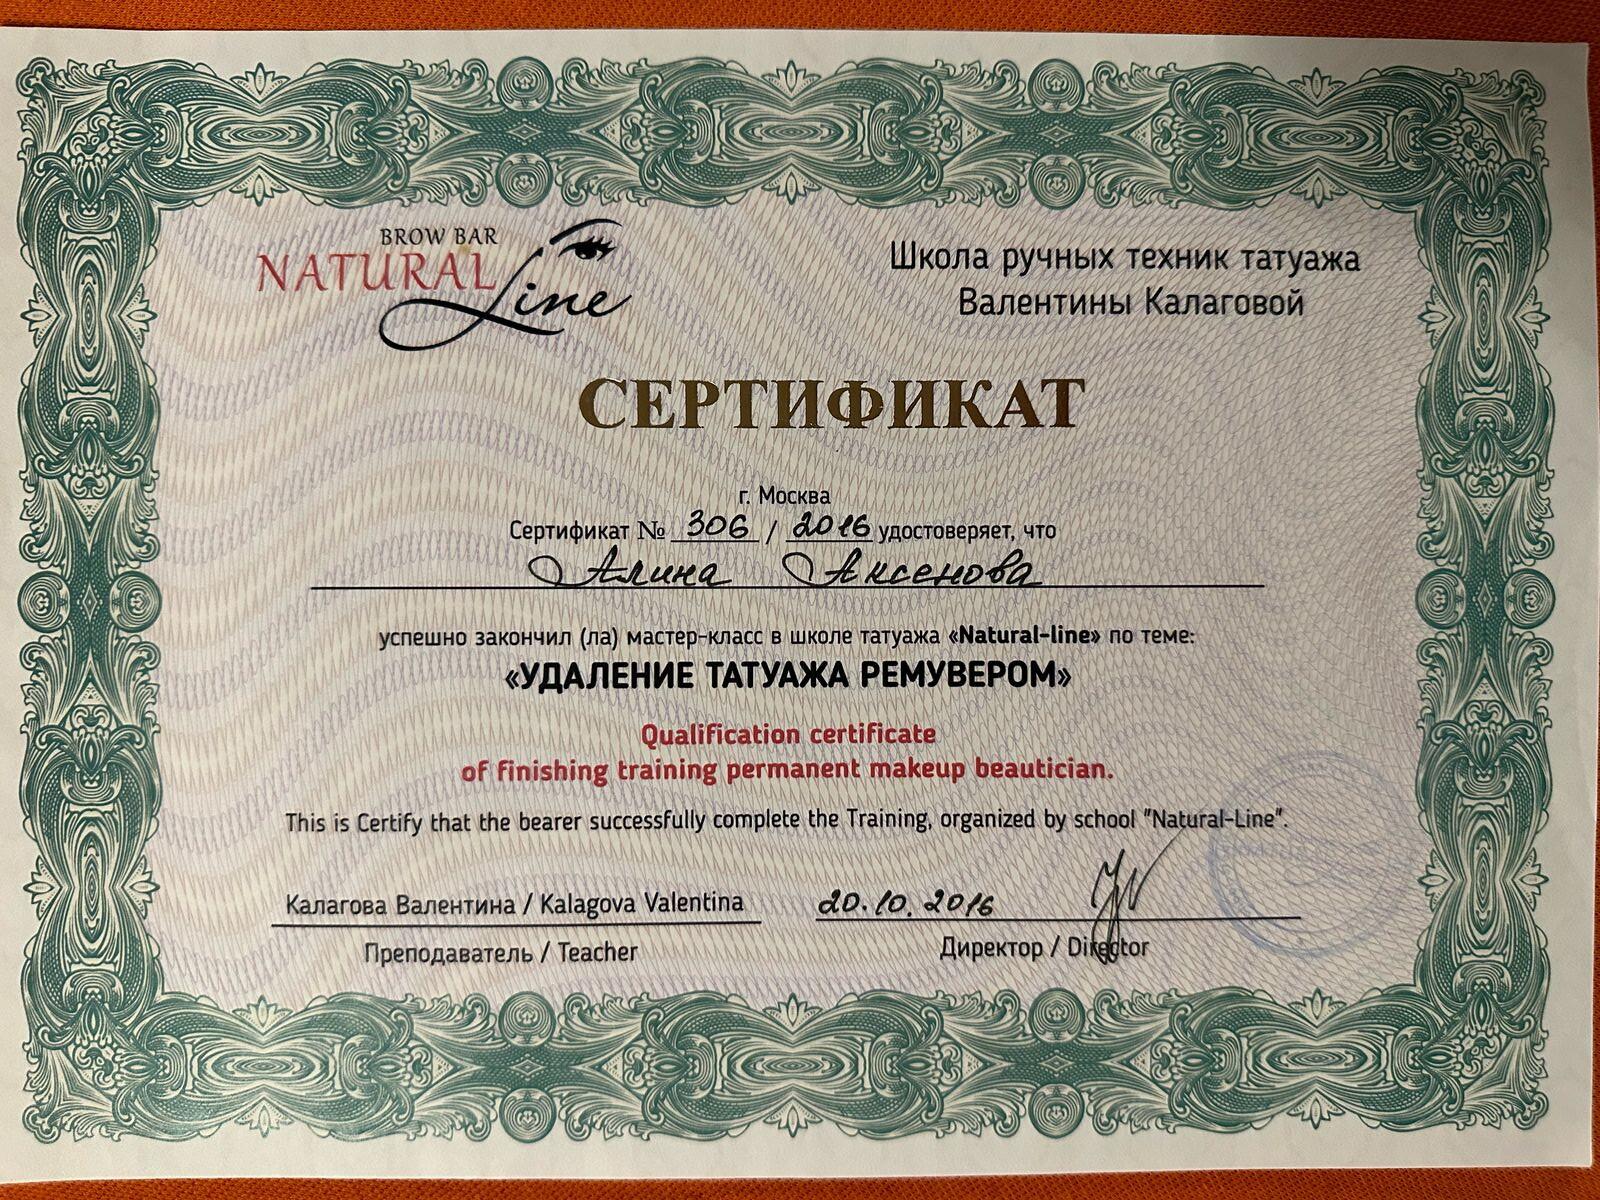 BROW BAR
NATURAL Line
Школа ручных техник татуажа
Валентины Калаговой
СЕРТИФИКАТ
г. Москва
Сертификат № 306 / 2016 удостоверяет, что
Алина Аксенова
успешно закончил (ла) мастер-класс в школе татуажа «Natural-line» по теме:
«УДАЛЕНИЕ ТАТУАЖА РЕМУВЕРОМ»
Qualification certificate
of finishing training permanent makeup beautician.
This is Certify that the bearer successfully complete the Training, organized by school "Natural-Line".
Калагова Валентина / Kalagova Valentina
20.10.2016
Преподаватель / Teacher
Директор / Director